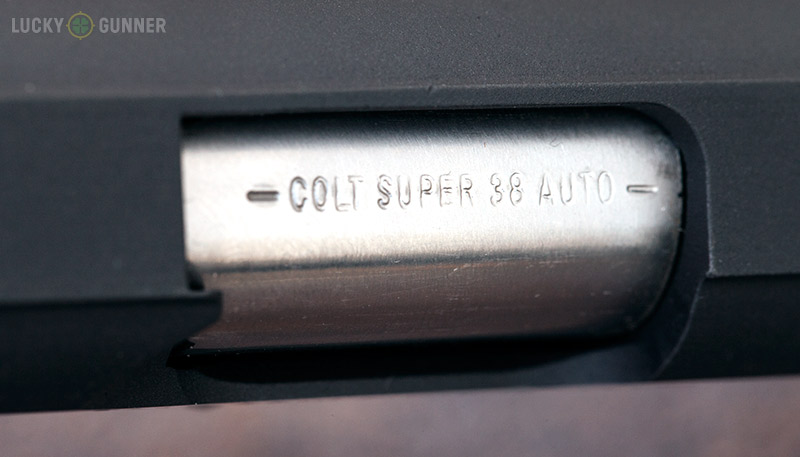 LUCKY GUNNER
– COLT SUPER 38 AUTO –